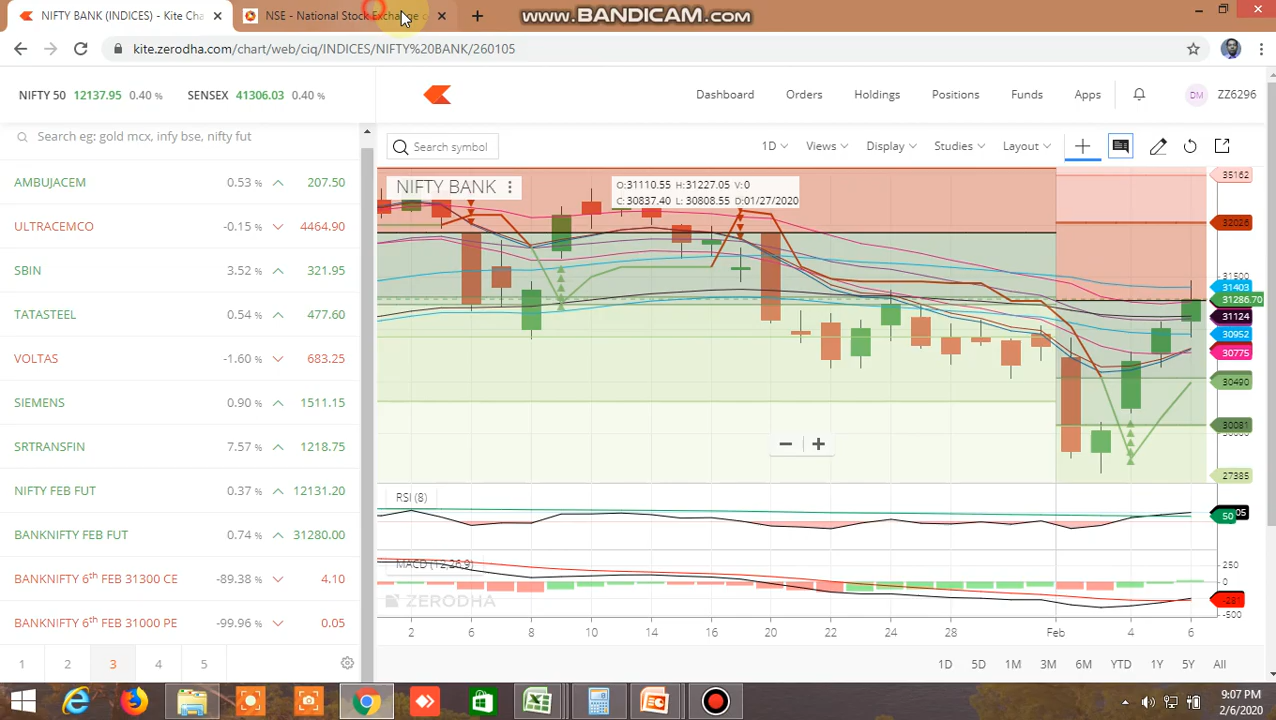 NIFTY BANK (INDICES) - Kite Cha
NSE - National Stock Exchange o
www.BANDICAM.com
kite.zerodha.com/chart/web/ciq/INDICES/NIFTY%20BANK/260105
NIFTY 50 12137.95 0.40 % SENSEX 41306.03 0.40 %
Dashboard Orders Holdings Positions Funds Apps DM ZZ6296
Search eg: gold mcx, infy bse, nifty fut
Search symbol
1D Views Display Studies Layout
AMBUJACEM 0.53 % 207.50
ULTRACEMCO -0.15 % 4464.90
SBIN 3.52 % 321.95
TATASTEEL 0.54 % 477.60
VOLTAS -1.60 % 683.25
SIEMENS 0.90 % 1511.15
SRTRANSFIN 7.57 % 1218.75
NIFTY FEB FUT 0.37 % 12131.20
BANKNIFTY FEB FUT 0.74 % 31280.00
BANKNIFTY 6th FEB 31300 CE -89.38 % 4.10
BANKNIFTY 6th FEB 31000 PE -99.96 % 0.05
1 2 3 4 5
NIFTY BANK
O:31110.55 H:31227.05 V:0
C: 30837.40 L: 30808.55 D:01/27/2020
35162
32026
31500
31403
31286.70
31124
30952
30775
30490
30081
27385
RSI (8)
50
05
MACD (12,26,9)
250
0
-281
-500
ZERODHA
2 6 8 10 14 16 20 22 24 28 Feb 4 6
1D 5D 1M 3M 6M YTD 1Y 5Y All
9:07 PM
2/6/2020